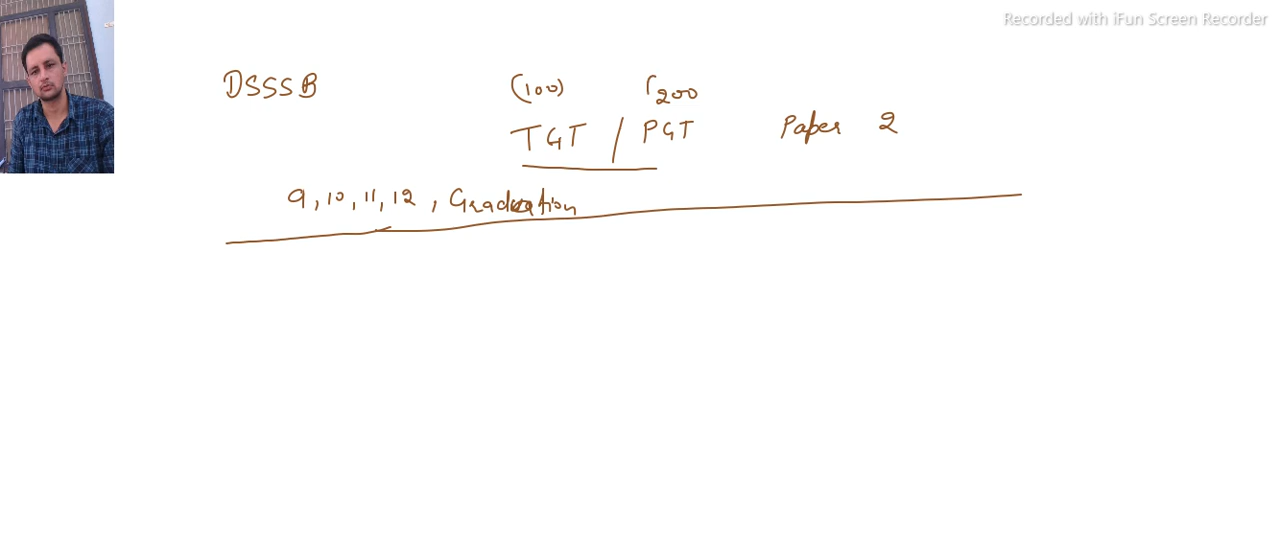 Recorded with iFun Screen Recorder
DSSSB (100) (200
TGT / PGT Paper 2
9, 10, 11, 12, Graduation